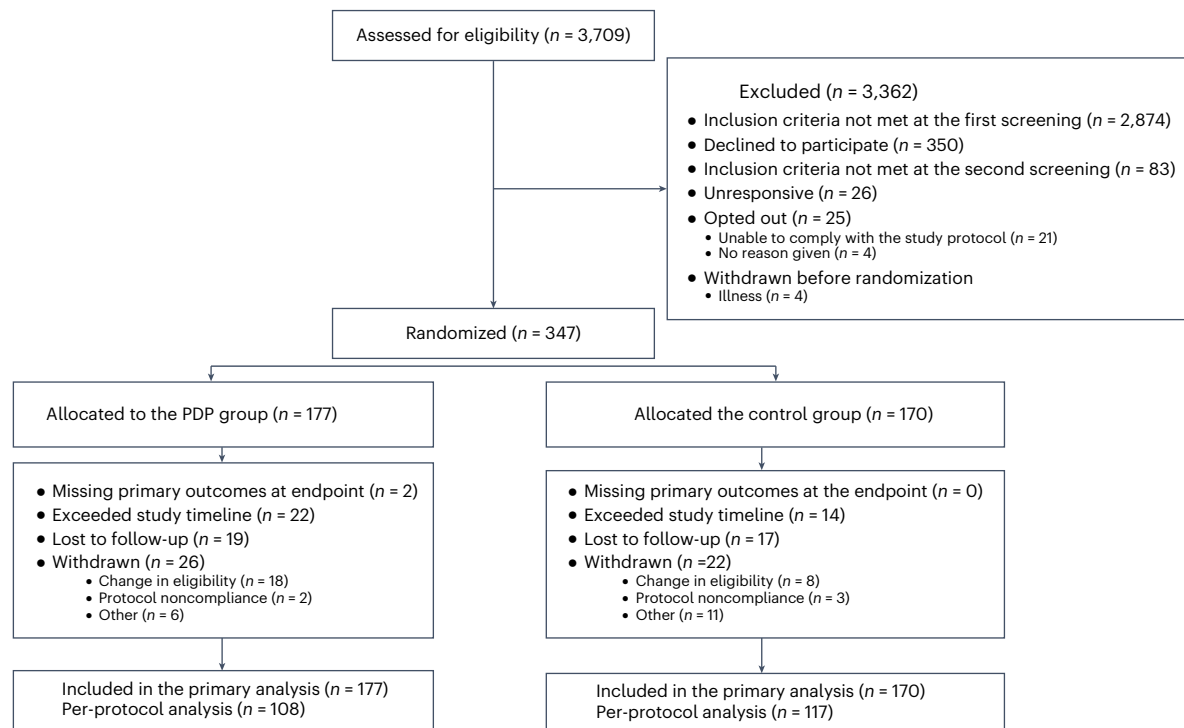 Assessed for eligibility (n = 3,709)
Excluded (n = 3,362)
● Inclusion criteria not met at the first screening (n = 2,874)
● Declined to participate (n = 350)
● Inclusion criteria not met at the second screening (n = 83)
● Unresponsive (n = 26)
● Opted out (n = 25)
● Unable to comply with the study protocol (n = 21)
● No reason given (n = 4)
● Withdrawn before randomization
● Illness (n = 4)
Randomized (n = 347)
Allocated to the PDP group (n = 177)
● Missing primary outcomes at endpoint (n = 2)
● Exceeded study timeline (n = 22)
● Lost to follow-up (n = 19)
● Withdrawn (n = 26)
● Change in eligibility (n = 18)
● Protocol noncompliance (n = 2)
● Other (n = 6)
Included in the primary analysis (n = 177)
Per-protocol analysis (n = 108)
Allocated the control group (n = 170)
● Missing primary outcomes at the endpoint (n = 0)
● Exceeded study timeline (n = 14)
● Lost to follow-up (n = 17)
● Withdrawn (n =22)
● Change in eligibility (n = 8)
● Protocol noncompliance (n = 3)
● Other (n = 11)
Included in the primary analysis (n = 170)
Per-protocol analysis (n = 117)